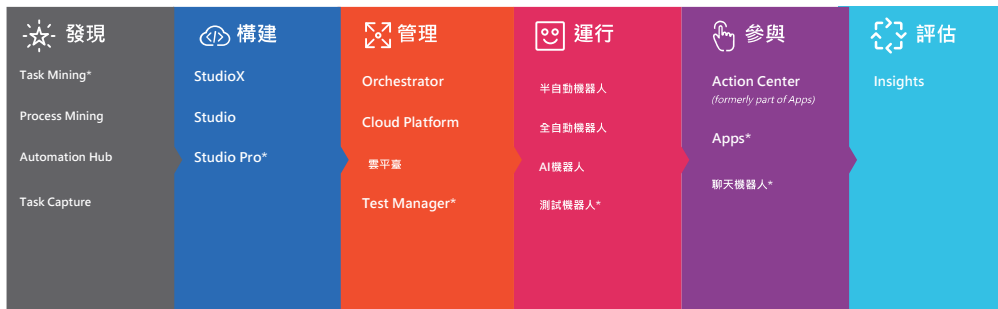 發現
Task Mining*
Process Mining
Automation Hub
Task Capture
構建
StudioX
Studio
Studio Pro*
管理
Orchestrator
Cloud Platform
雲平臺
Test Manager*
運行
半自動機器人
全自動機器人
AI機器人
測試機器人*
參與
Action Center
(formerly part of Apps)
Apps*
聊天機器人*
評估
Insights